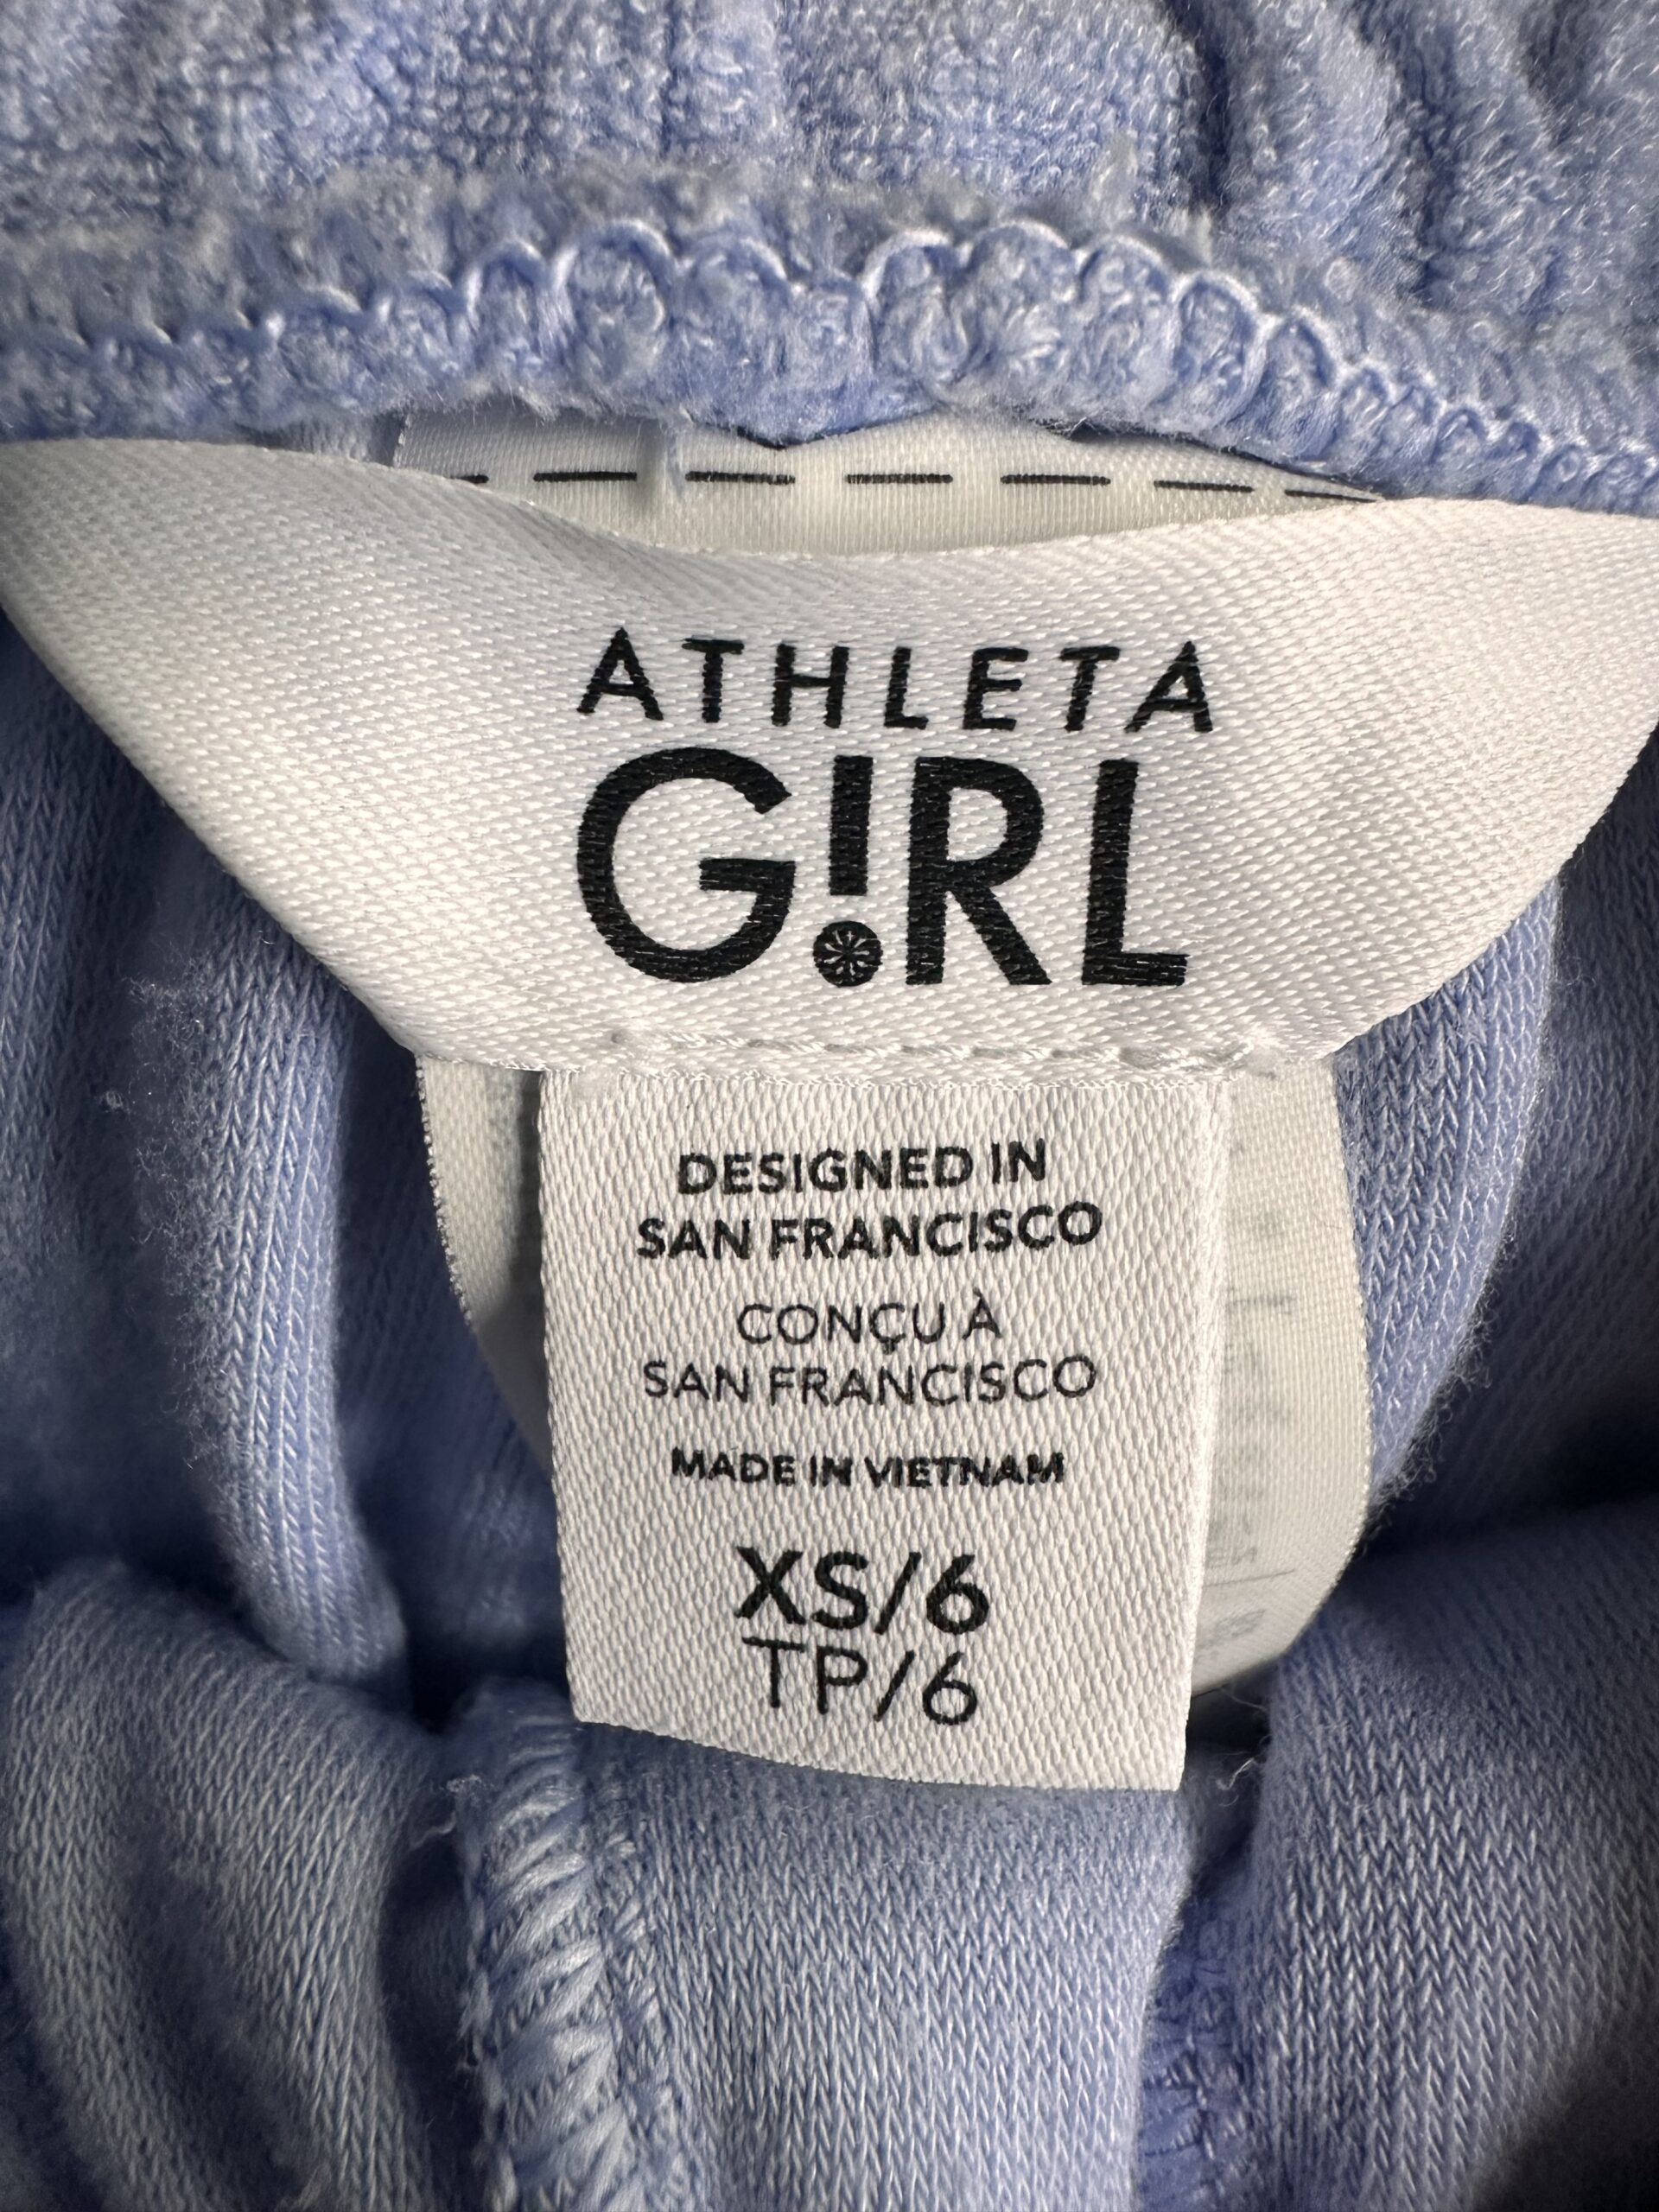 ATHLETA
G!RL
DESIGNED IN
SAN FRANCISCO
CONÇU À
SAN FRANCISCO
MADE IN VIETNAM
XS/6
TP/6